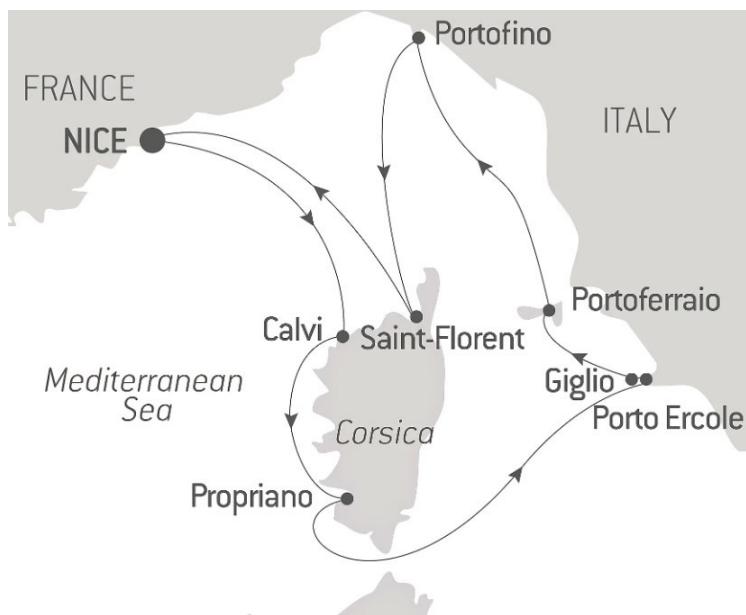 Portofino
FRANCE
ITALY
NICE
Portoferraio
Calvi
Saint-Florent
Mediterranean
Sea
Giglio
Porto Ercole
Corsica
Propriano